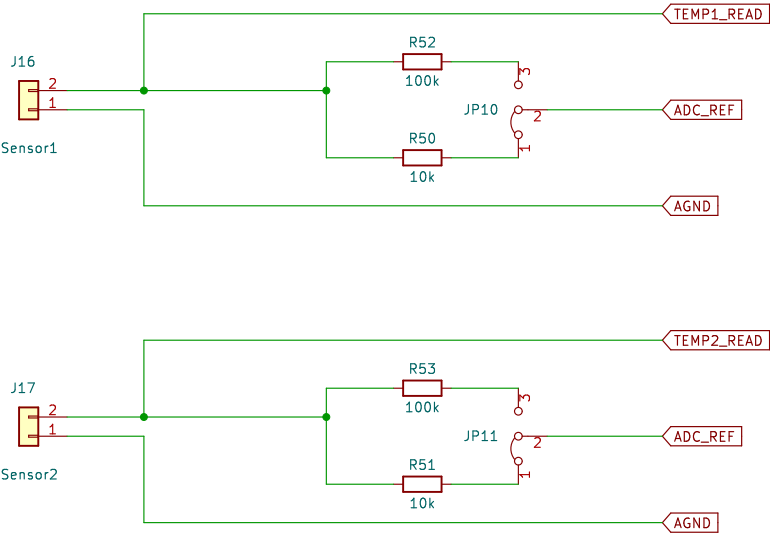 TEMP1_READ
R52
J16
3
100k
2
JP10
ADC_REF
1
2
R50
Sensor1
1
10k
AGND
TEMP2_READ
R53
J17
3
100k
2
JP11
ADC_REF
1
2
R51
Sensor2
1
10k
AGND